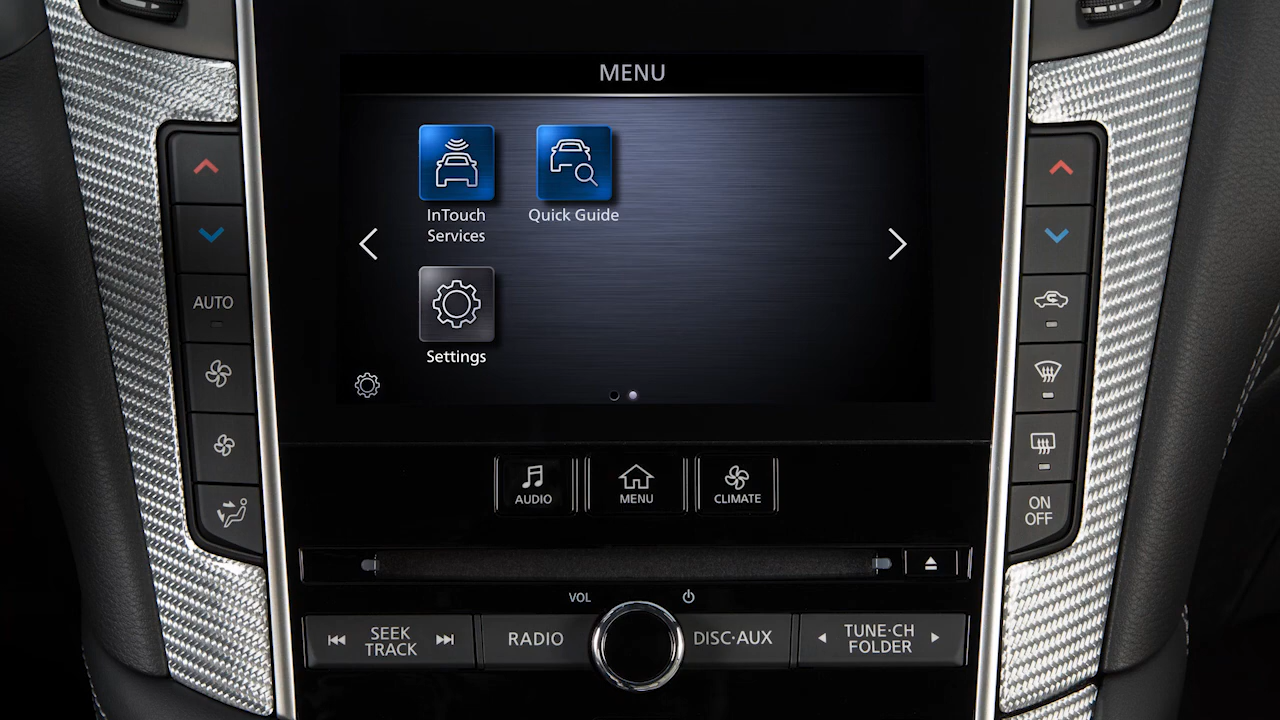 MENU
InTouch
Services
Quick Guide
Settings
AUTO
ON
OFF
AUDIO
MENU
CLIMATE
VOL
SEEK
TRACK
RADIO
DISC·AUX
TUNE·CH
FOLDER